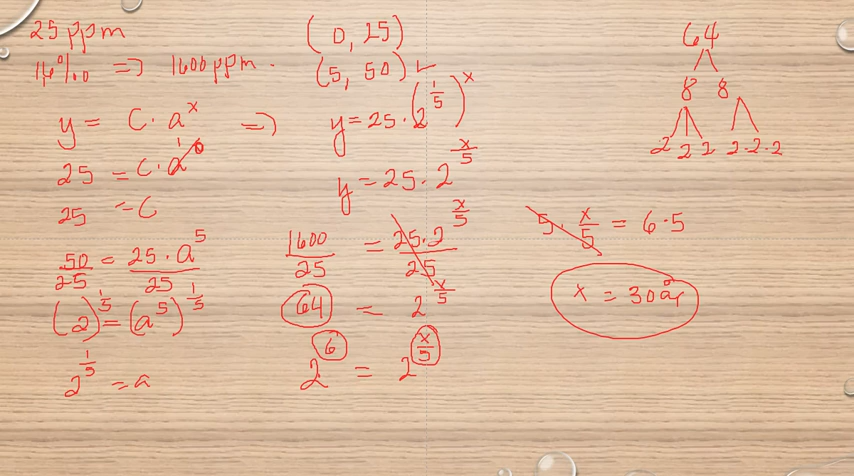 25 ppm
1,6‰ => 1600 ppm.
y = C · a^x =>
25 = C · a^0
25 = C
50/25 = 25 · a^5/25
(2)^(1/5) = (a^5)^(1/5)
2^(1/5) = a
(0, 25)
(5, 50)
y = 25 · (2^(1/5))^x
y = 25 · 2^(x/5)
1600/25 = 25 · 2^(x/5)/25
64 = 2^(x/5)
2^6 = 2^(x/5)
64
8 8
2 2 2 2 · 2 · 2
5 · x/5 = 6 · 5
x = 30 år